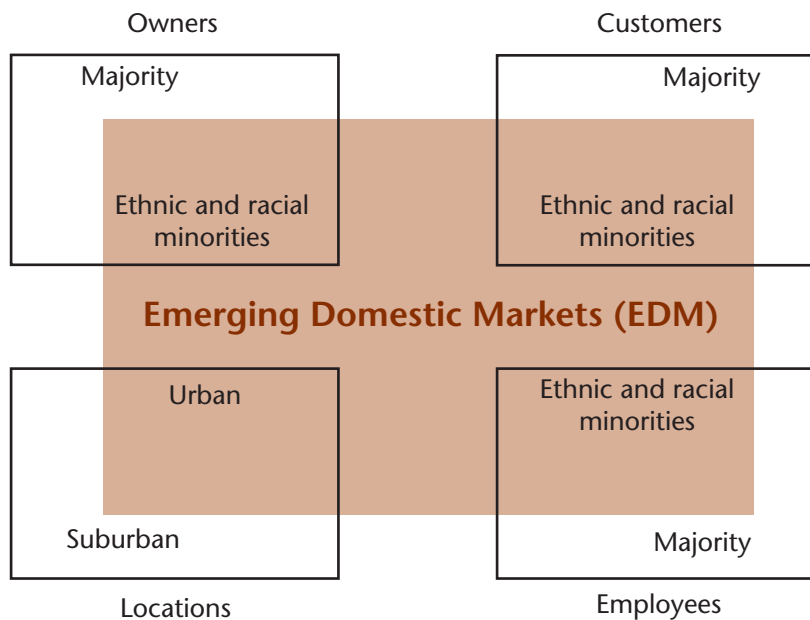 Owners
Customers
Majority
Majority
Ethnic and racial
minorities
Ethnic and racial
minorities
Emerging Domestic Markets (EDM)
Urban
Ethnic and racial
minorities
Suburban
Majority
Locations
Employees